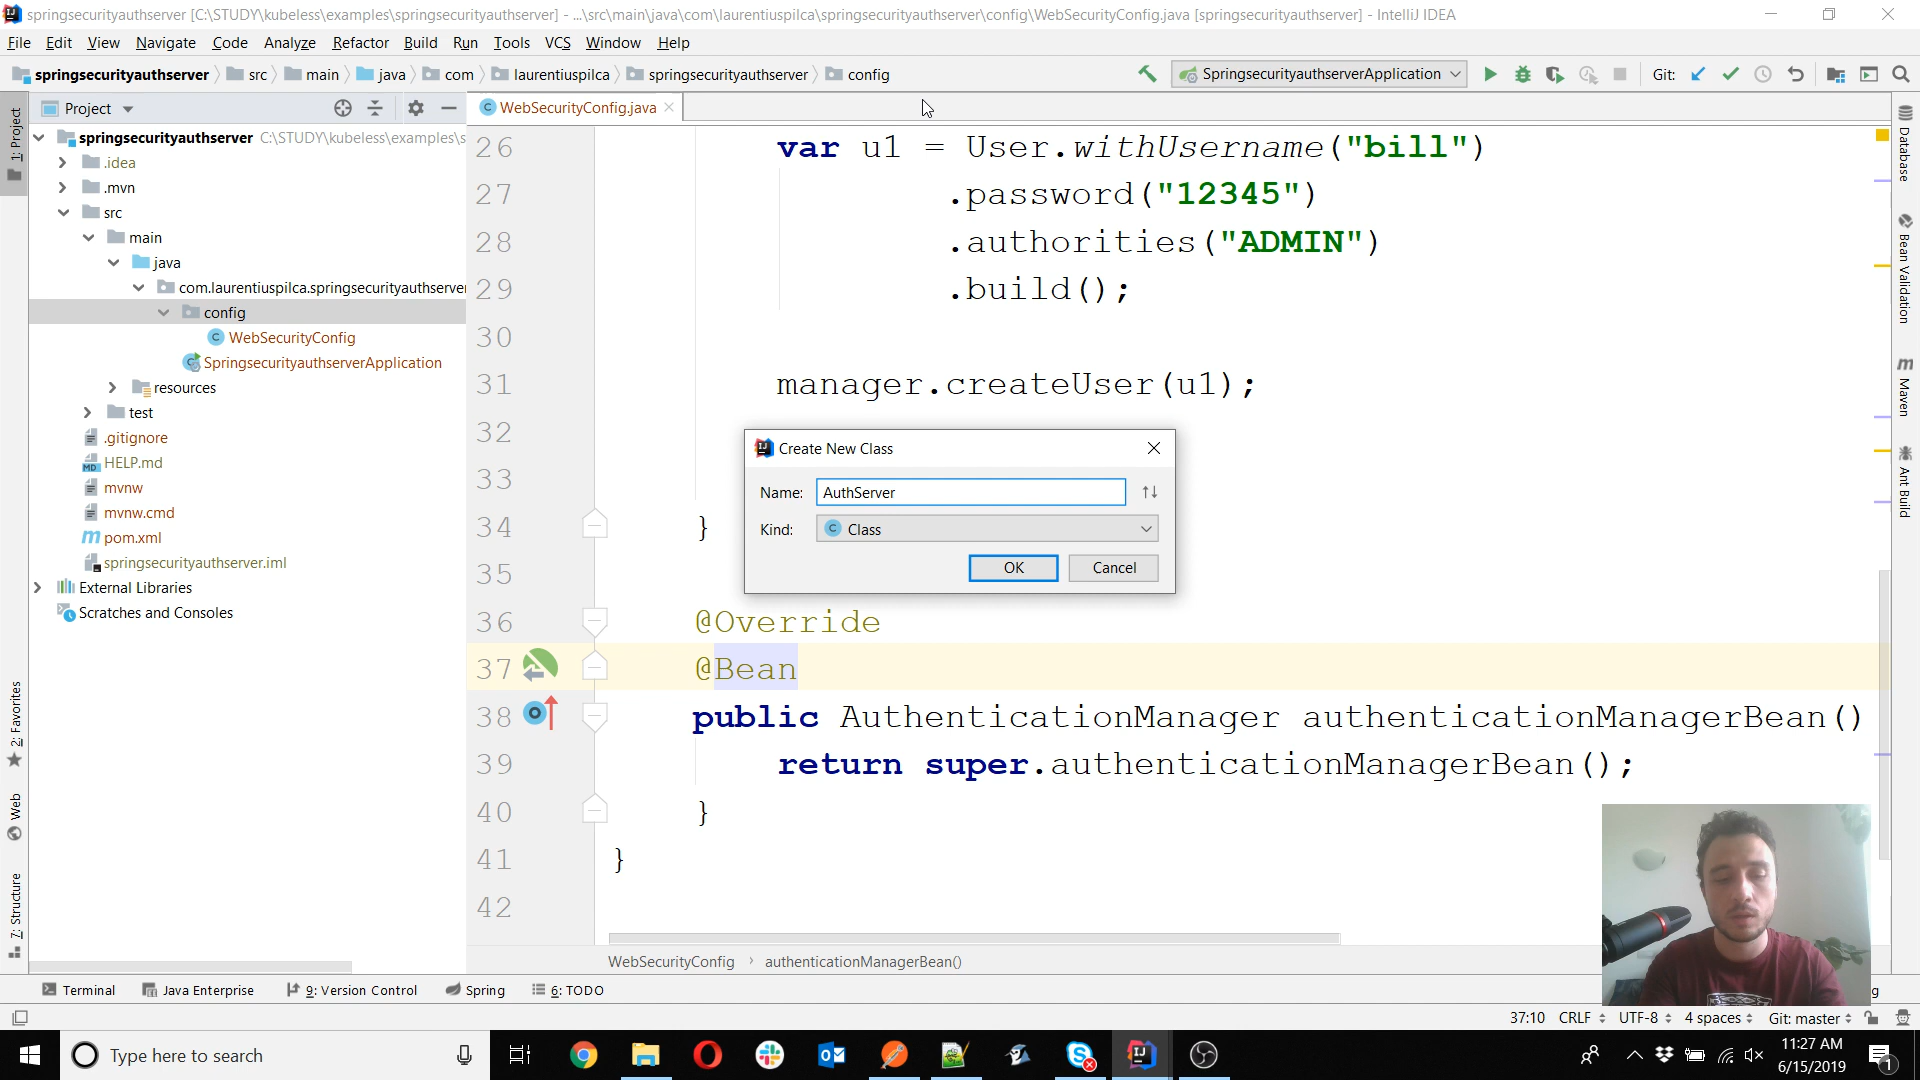 springsecurityauthserver [C:\STUDY\kubeless\examples\springsecurityauthserver] - ...\src\main\java\com\laurentiuspilca\springsecurityauthserver\config\WebSecurityConfig.java [springsecurityauthserver] - IntelliJ IDEA
File Edit View Navigate Code Analyze Refactor Build Run Tools VCS Window Help
springsecurityauthserver src main java com laurentiuspilca springsecurityauthserver config SpringsecurityauthserverApplication Git:
Project
WebSecurityConfig.java
springsecurityauthserver C:\STUDY\kubeless\examples\s
.idea
.mvn
src
main
java
com.laurentiuspilca.springsecurityauthserver
config
WebSecurityConfig
SpringsecurityauthserverApplication
resources
test
.gitignore
HELP.md
mvnw
mvnw.cmd
pom.xml
springsecurityauthserver.iml
External Libraries
Scratches and Consoles
1: Project
2: Favorites
Web
7: Structure
26 var u1 = User.withUsername("bill")
27 .password("12345")
28 .authorities("ADMIN")
29 .build();
30
31 manager.createUser(u1);
32
33
34 }
35
36 @Override
37 @Bean
38 public AuthenticationManager authenticationManagerBean()
39 return super.authenticationManagerBean();
40 }
41 }
42
Create New Class
Name: AuthServer
Kind: Class
OK Cancel
Database
Bean Validation
Maven
Ant Build
WebSecurityConfig authenticationManagerBean()
Terminal Java Enterprise 9: Version Control Spring 6: TODO
37:10 CRLF UTF-8 4 spaces Git: master
Type here to search
11:27 AM
6/15/2019
1